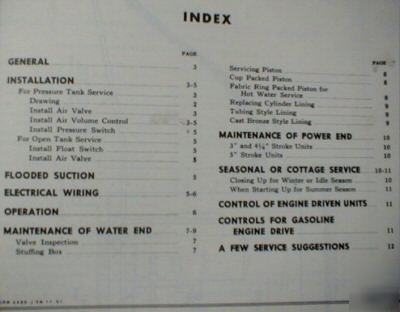 INDEX
PAGE
GENERAL 3
INSTALLATION 3-5
For Pressure Tank Service 3
Drawing 2
Install Air Valve 3
Install Air Volume Control 3-5
Install Pressure Switch 5
For Open Tank Service 5
Install Float Switch 5
Install Air Valve 5
FLOODED SUCTION 5
ELECTRICAL WIRING 5-6
OPERATION 6
MAINTENANCE OF WATER END 7-9
Valve Inspection 7
Stuffing Box 7
PAGE
Servicing Piston 8
Cup Packed Piston 8
Fabric Ring Packed Piston for
Hot Water Service 8
Replacing Cylinder Lining 9
Tubing Style Lining 9
Cast Bronze Style Lining 9
MAINTENANCE OF POWER END 10
3" and 4¼" Stroke Units 10
5" Stroke Units 10
SEASONAL OR COTTAGE SERVICE 10-11
Closing Up for Winter or Idle Season 10
When Starting Up for Summer Season 11
CONTROL OF ENGINE DRIVEN UNITS 11
CONTROLS FOR GASOLINE
ENGINE DRIVE 11
A FEW SERVICE SUGGESTIONS 12